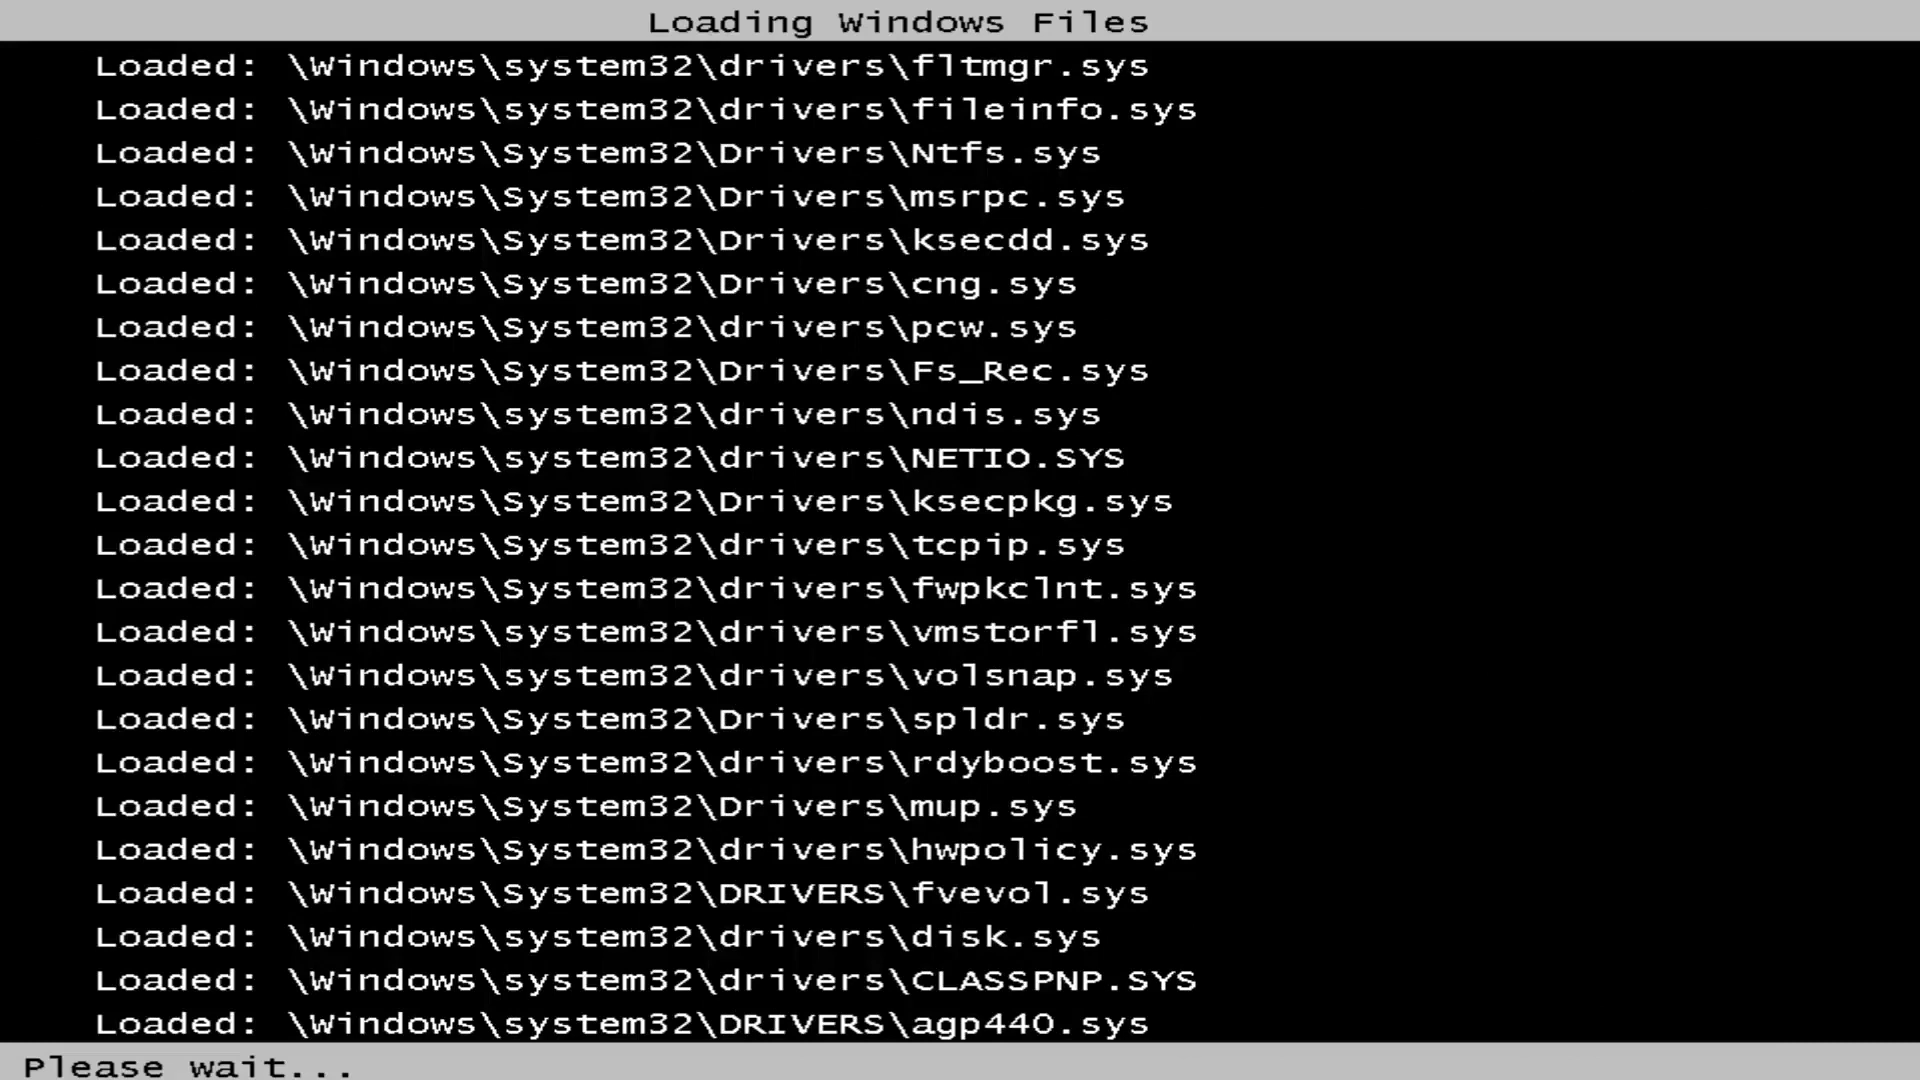 Loading Windows Files
Loaded: \Windows\system32\drivers\fltmgr.sys
Loaded: \Windows\system32\drivers\fileinfo.sys
Loaded: \Windows\System32\Drivers\Ntfs.sys
Loaded: \Windows\System32\Drivers\msrpc.sys
Loaded: \Windows\System32\Drivers\ksecdd.sys
Loaded: \Windows\System32\Drivers\cng.sys
Loaded: \Windows\System32\drivers\pcw.sys
Loaded: \Windows\System32\Drivers\Fs_Rec.sys
Loaded: \Windows\system32\drivers\ndis.sys
Loaded: \Windows\system32\drivers\NETIO.SYS
Loaded: \Windows\System32\Drivers\ksecpkg.sys
Loaded: \Windows\System32\drivers\tcpip.sys
Loaded: \Windows\System32\drivers\fwpkclnt.sys
Loaded: \Windows\system32\drivers\vmstorfl.sys
Loaded: \Windows\system32\drivers\volsnap.sys
Loaded: \Windows\System32\Drivers\spldr.sys
Loaded: \Windows\System32\drivers\rdyboost.sys
Loaded: \Windows\System32\Drivers\mup.sys
Loaded: \Windows\System32\drivers\hwpolicy.sys
Loaded: \Windows\System32\DRIVERS\fvevol.sys
Loaded: \Windows\system32\drivers\disk.sys
Loaded: \Windows\system32\drivers\CLASSPNP.SYS
Loaded: \Windows\system32\DRIVERS\agp440.sys
Please wait...